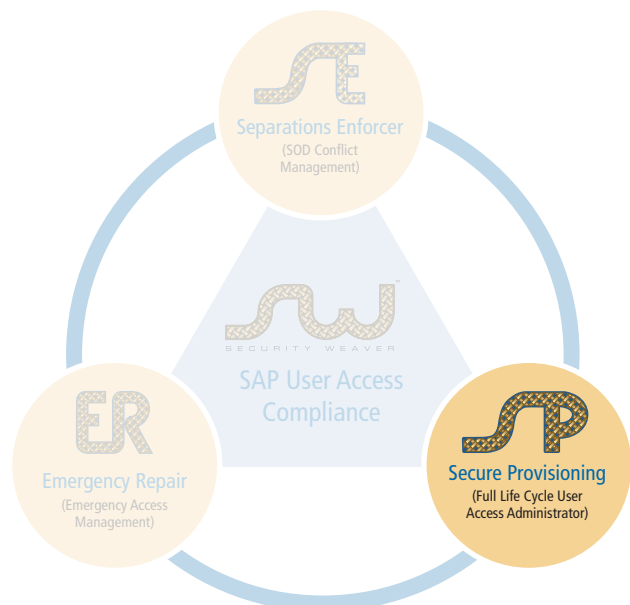 SE
Separations Enforcer
(SOD Conflict
Management)
SW™
SECURITY WEAVER
SAP User Access
Compliance
ER
Emergency Repair
(Emergency Access
Management)
SP
Secure Provisioning
(Full Life Cycle User
Access Administrator)